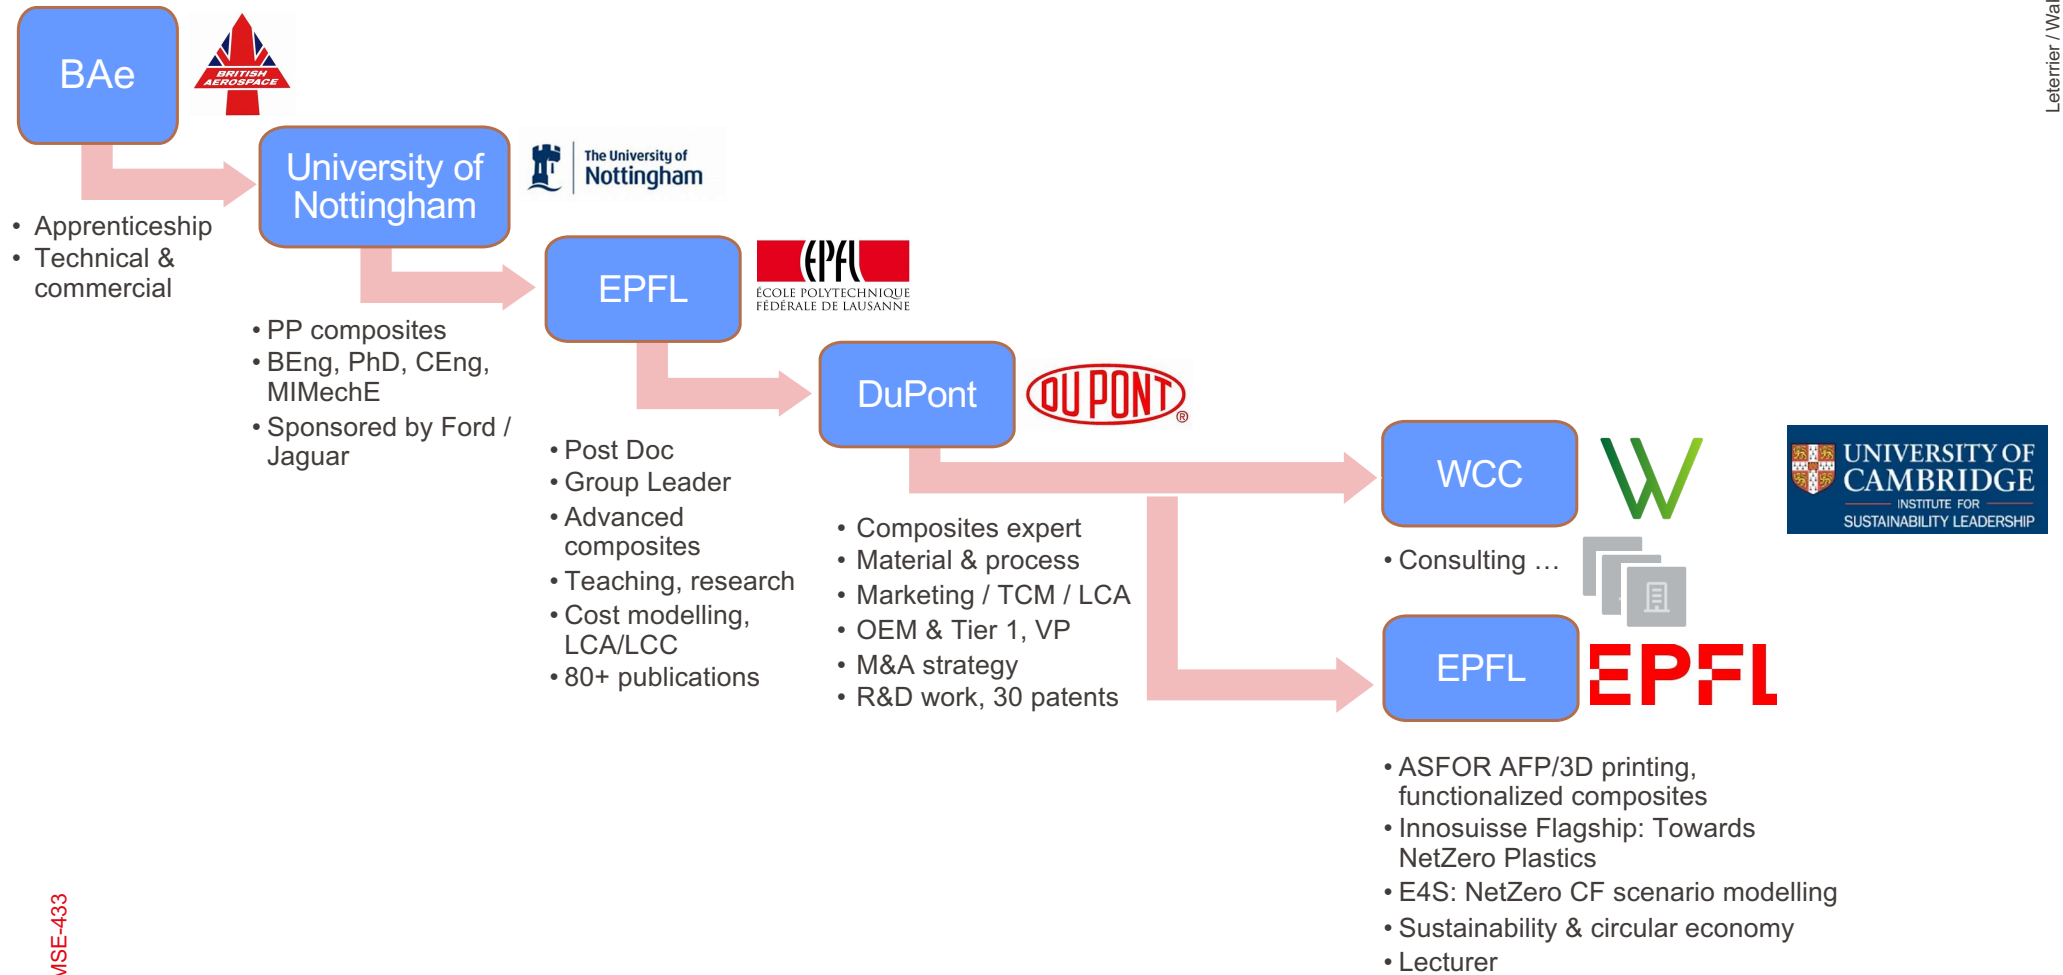 BAe
BRITISH
AEROSPACE
• Apprenticeship
• Technical &
commercial
University of
Nottingham
The University of
Nottingham
• PP composites
• BEng, PhD, CEng,
MIMechE
• Sponsored by Ford /
Jaguar
EPFL
EPFL
ÉCOLE POLYTECHNIQUE
FÉDÉRALE DE LAUSANNE
• Post Doc
• Group Leader
• Advanced
composites
• Teaching, research
• Cost modelling,
LCA/LCC
• 80+ publications
DuPont
DU PONT®
• Composites expert
• Material & process
• Marketing / TCM / LCA
• OEM & Tier 1, VP
• M&A strategy
• R&D work, 30 patents
WCC
W
UNIVERSITY OF
CAMBRIDGE
INSTITUTE FOR
SUSTAINABILITY LEADERSHIP
• Consulting …
EPFL
EPFL
• ASFOR AFP/3D printing,
functionalized composites
• Innosuisse Flagship: Towards
NetZero Plastics
• E4S: NetZero CF scenario modelling
• Sustainability & circular economy
• Lecturer
Leterrier /
MSE-433